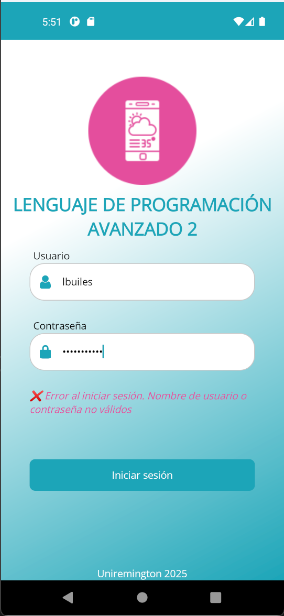 5:51
35°
LENGUAJE DE PROGRAMACIÓN
AVANZADO 2
Usuario
lbuiles
Contraseña
•••••••••••
❌ Error al iniciar sesión. Nombre de usuario o
contraseña no válidos
Iniciar sesión
Uniremington 2025